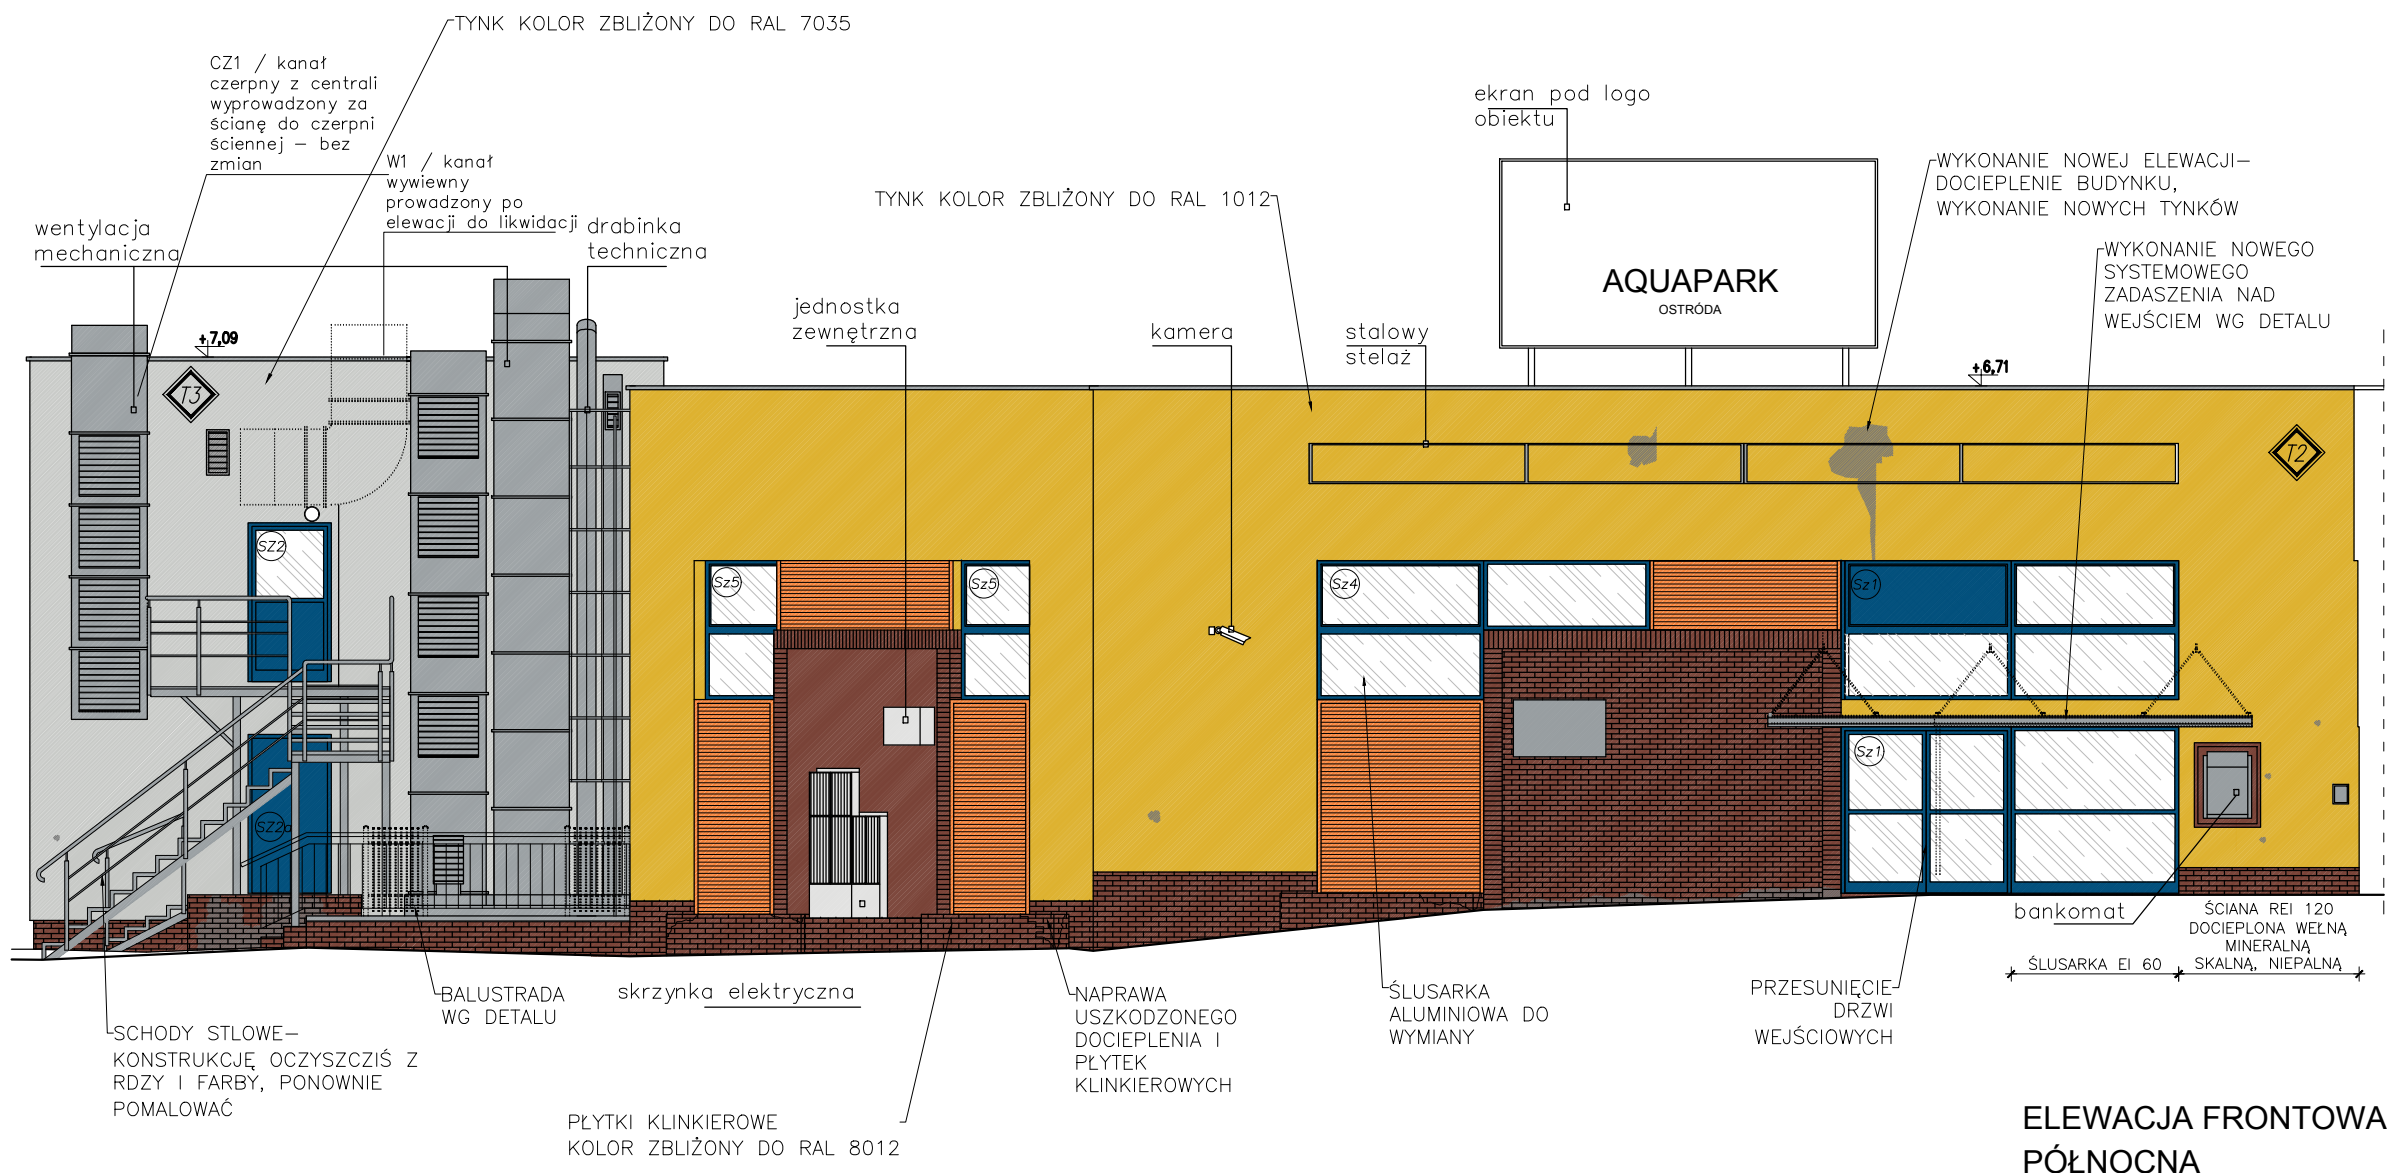 TYNK KOLOR ZBLIŻONY DO RAL 7035
CZ1 / kanał
czerpny z centrali
wyprowadzony za
ścianę do czerpni
ściennej – bez
zmian
W1 / kanał
wywiewny
prowadzony po
elewacji do likwidacji
wentylacja
mechaniczna
drabinka
techniczna
+7,09
T3
jednostka
zewnętrzna
TYNK KOLOR ZBLIŻONY DO RAL 1012
kamera
stalowy
stelaż
ekran pod logo
obiektu
AQUAPARK
OSTRÓDA
WYKONANIE NOWEJ ELEWACJI–
DOCIEPLENIE BUDYNKU,
WYKONANIE NOWYCH TYNKÓW
WYKONANIE NOWEGO
SYSTEMOWEGO
ZADASZENIA NAD
WEJŚCIEM WG DETALU
+6,71
T2
SZ2
Sz5
Sz5
Sz4
Sz1
Sz1
SZ2a
bankomat
ŚCIANA REI 120
DOCIEPLONA WEŁNĄ
MINERALNĄ
SKALNĄ, NIEPALNĄ
ŚLUSARKA EI 60
SCHODY STLOWE–
KONSTRUKCJĘ OCZYSZCZIŚ Z
RDZY I FARBY, PONOWNIE
POMALOWAĆ
BALUSTRADA
WG DETALU
skrzynka elektryczna
PŁYTKI KLINKIEROWE
KOLOR ZBLIŻONY DO RAL 8012
NAPRAWA
USZKODZONEGO
DOCIEPLENIA I
PŁYTEK
KLINKIEROWYCH
ŚLUSARKA
ALUMINIOWA DO
WYMIANY
PRZESUNIĘCIE
DRZWI
WEJŚCIOWYCH
ELEWACJA FRONTOWA
PÓŁNOCNA